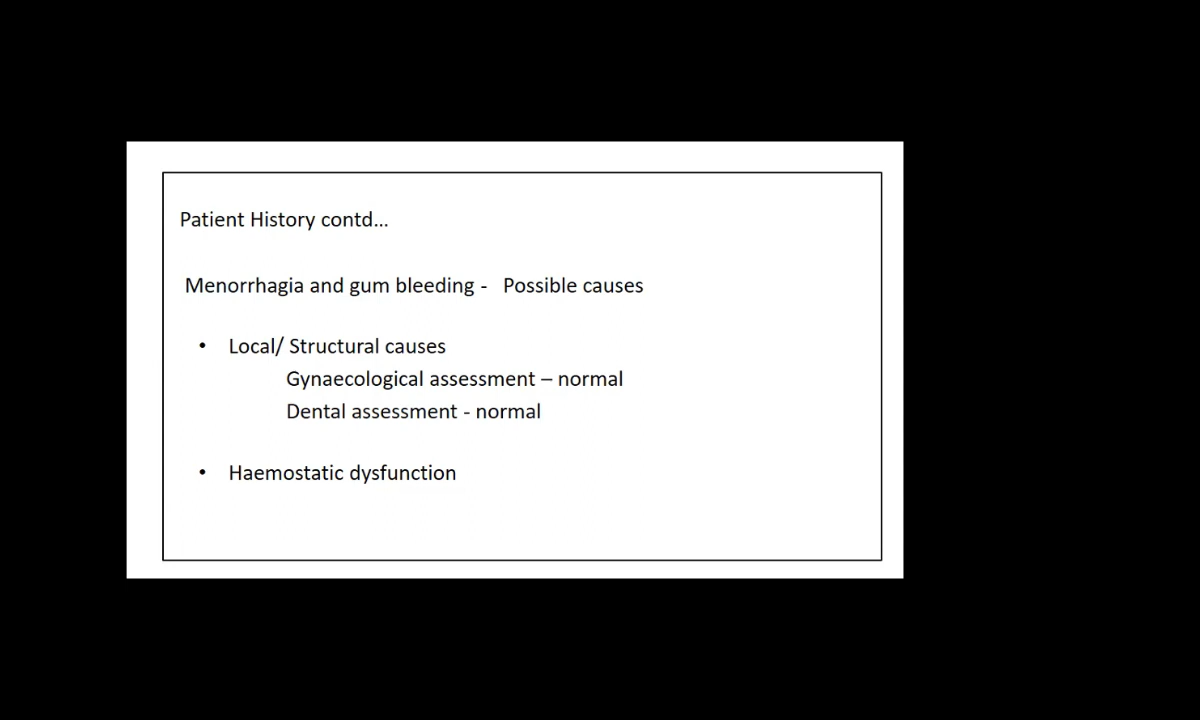 Patient History contd...
Menorrhagia and gum bleeding - Possible causes
• Local/ Structural causes
Gynaecological assessment – normal
Dental assessment - normal
• Haemostatic dysfunction